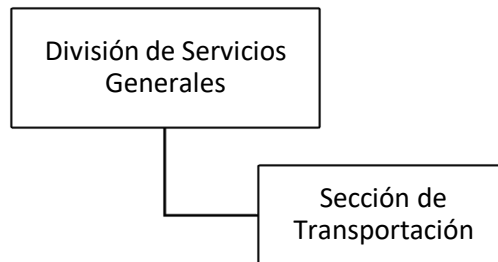 División de Servicios
Generales
Sección de
Transportación